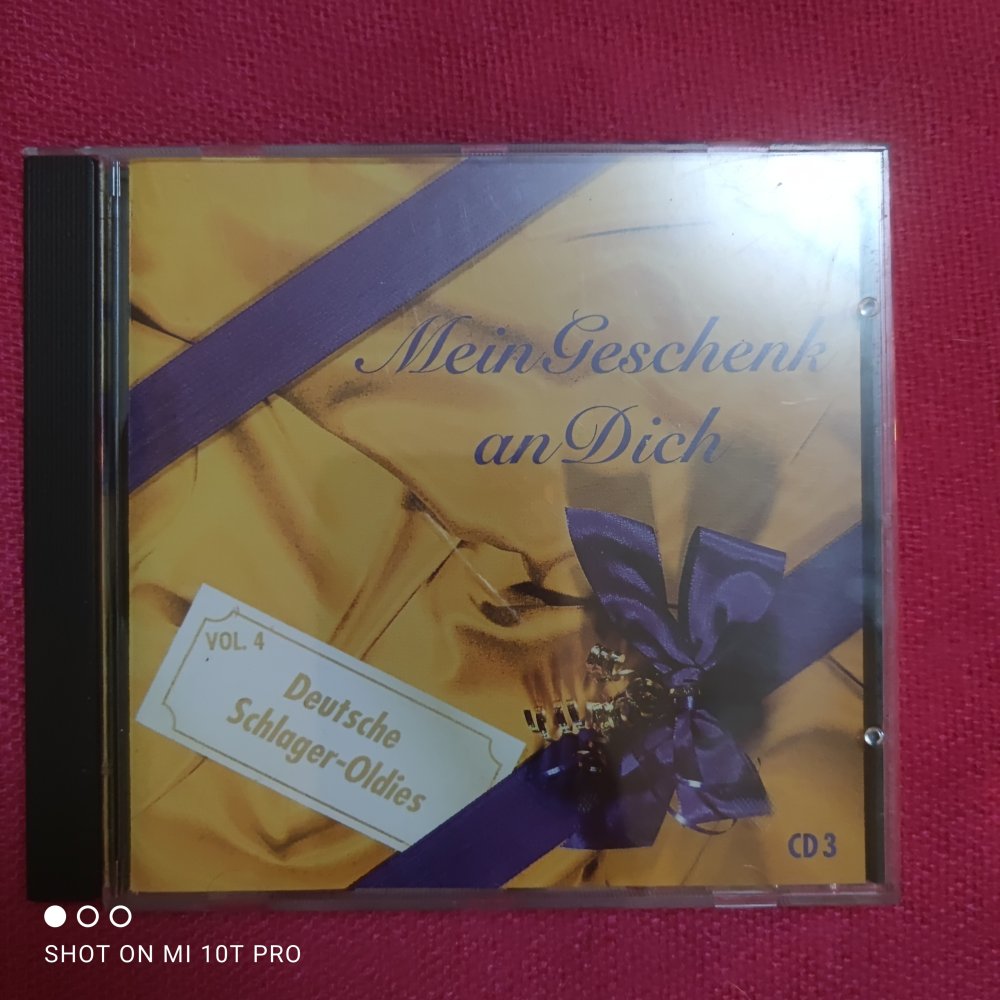 Mein Geschenk
an Dich
VOL. 4
Deutsche
Schlager-Oldies
CD 3
SHOT ON MI 10T PRO